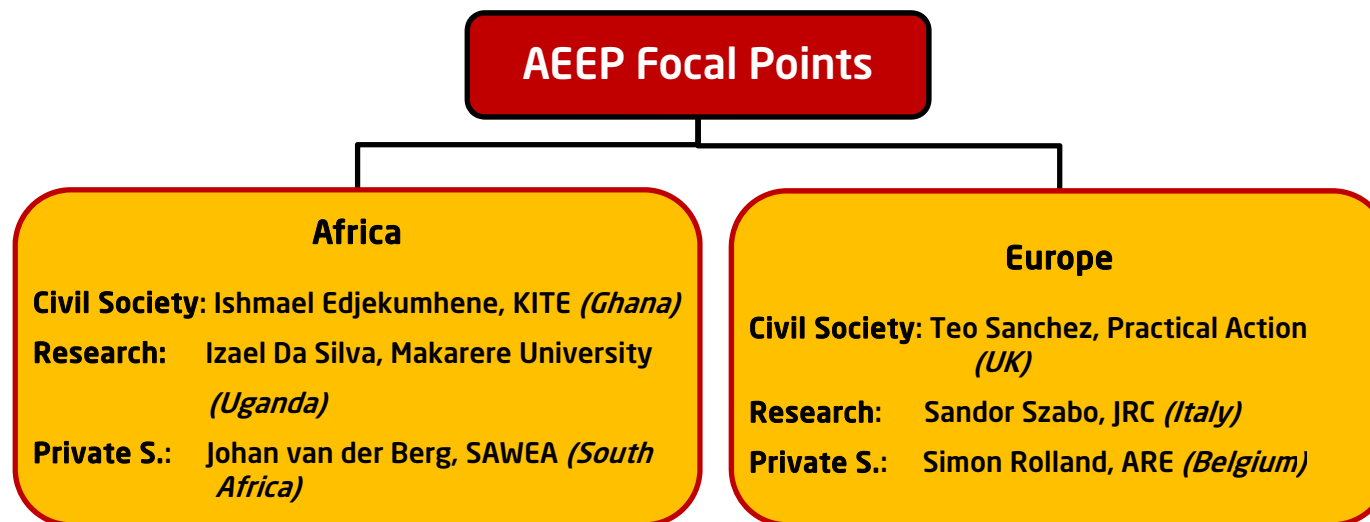 AEEP Focal Points
Africa
Civil Society: Ishmael Edjekumhene, KITE (Ghana)
Research: Izael Da Silva, Makarere University
(Uganda)
Private S.: Johan van der Berg, SAWEA (South
Africa)
Europe
Civil Society: Teo Sanchez, Practical Action
(UK)
Research: Sandor Szabo, JRC (Italy)
Private S.: Simon Rolland, ARE (Belgium)